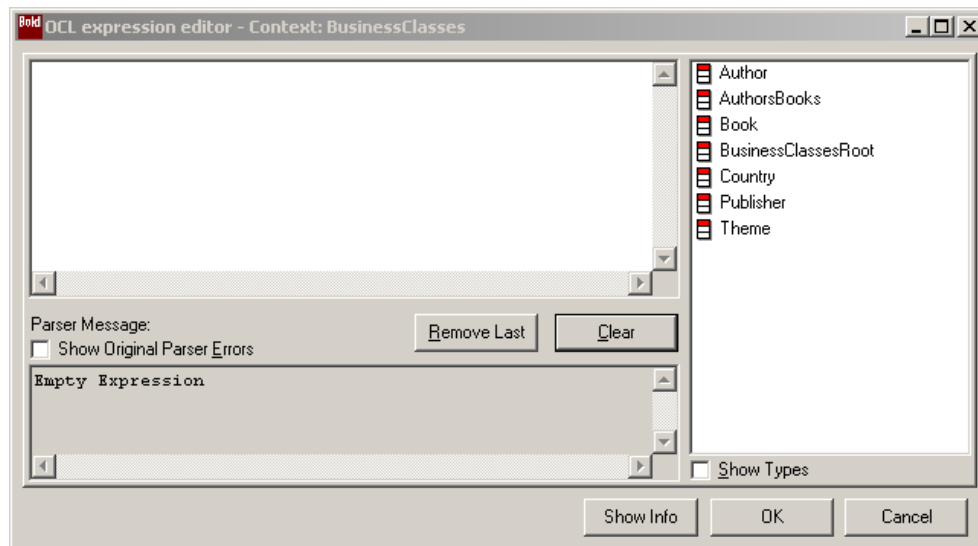 Bold OCL expression editor - Context: BusinessClasses
Author
AuthorsBooks
Book
BusinessClassesRoot
Country
Publisher
Theme
Parser Message:
Show Original Parser Errors
Remove Last
Clear
Empty Expression
Show Types
Show Info
OK
Cancel